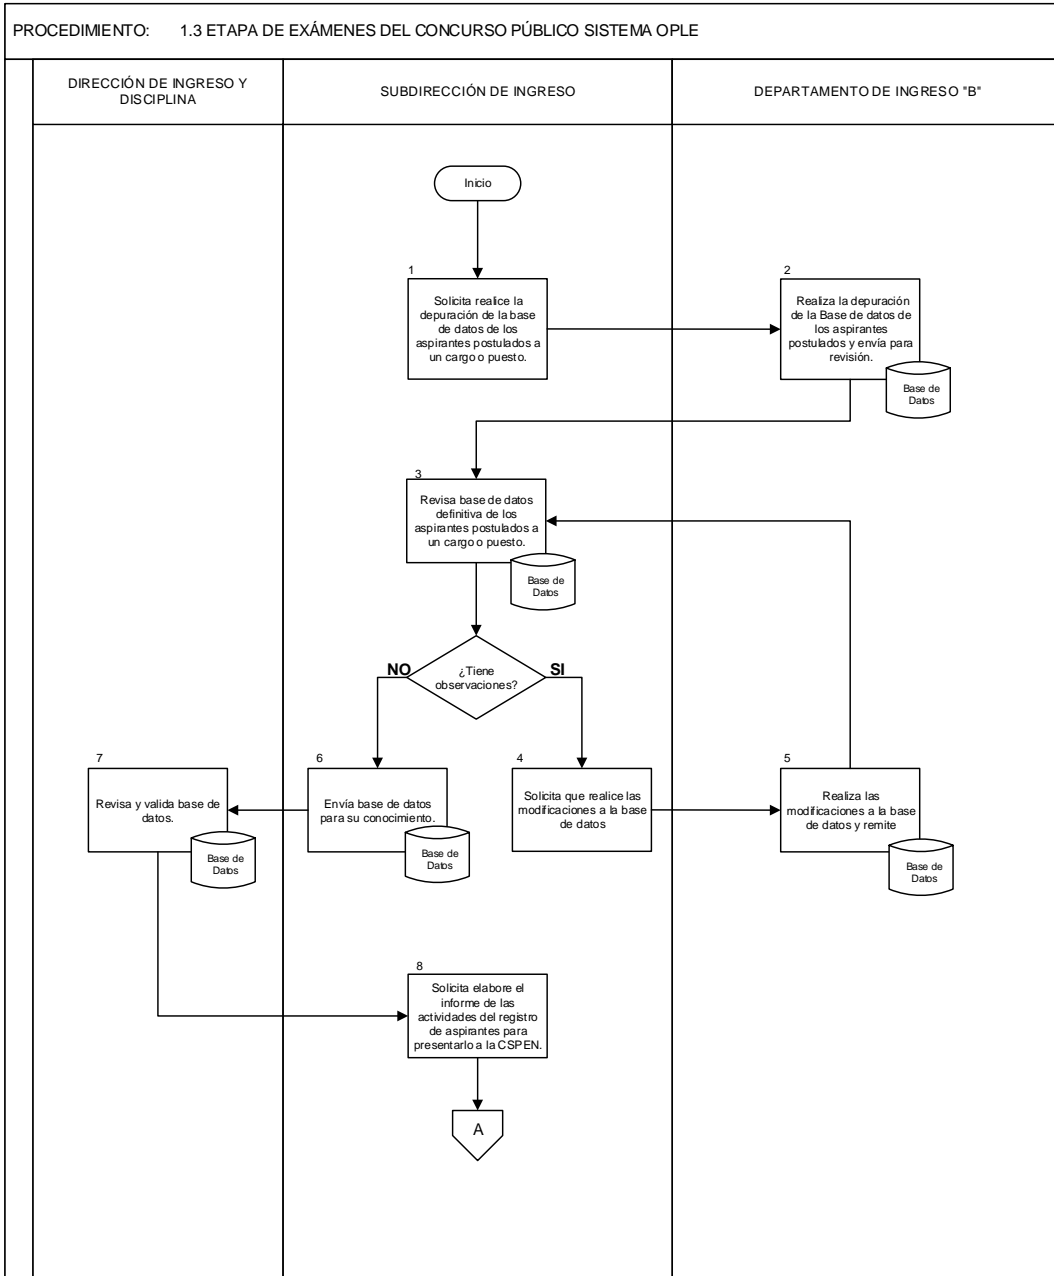 PROCEDIMIENTO: 1.3 ETAPA DE EXÁMENES DEL CONCURSO PÚBLICO SISTEMA OPLE
DIRECCIÓN DE INGRESO Y
DISCIPLINA
SUBDIRECCIÓN DE INGRESO
DEPARTAMENTO DE INGRESO "B"
Inicio
1
Solicita realice la
depuración de la base
de datos de los
aspirantes postulados a
un cargo o puesto.
2
Realiza la depuración
de la Base de datos de
los aspirantes
postulados y envía para
revisión.
Base de
Datos
3
Revisa base de datos
definitiva de los
aspirantes postulados a
un cargo o puesto.
Base de
Datos
¿Tiene
observaciones?
NO
SI
7
Revisa y valida base de
datos.
Base de
Datos
6
Envía base de datos
para su conocimiento.
Base de
Datos
4
Solicita que realice las
modificaciones a la base
de datos
5
Realiza las
modificaciones a la base
de datos y remite
Base de
Datos
8
Solicita elabore el
informe de las
actividades del registro
de aspirantes para
presentarlo a la CSPEN.
A